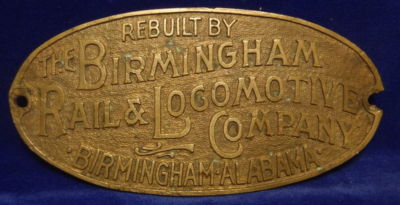 REBUILT BY
THE BIRMINGHAM
RAIL & LOCOMOTIVE
COMPANY
·BIRMINGHAM·ALABAMA·